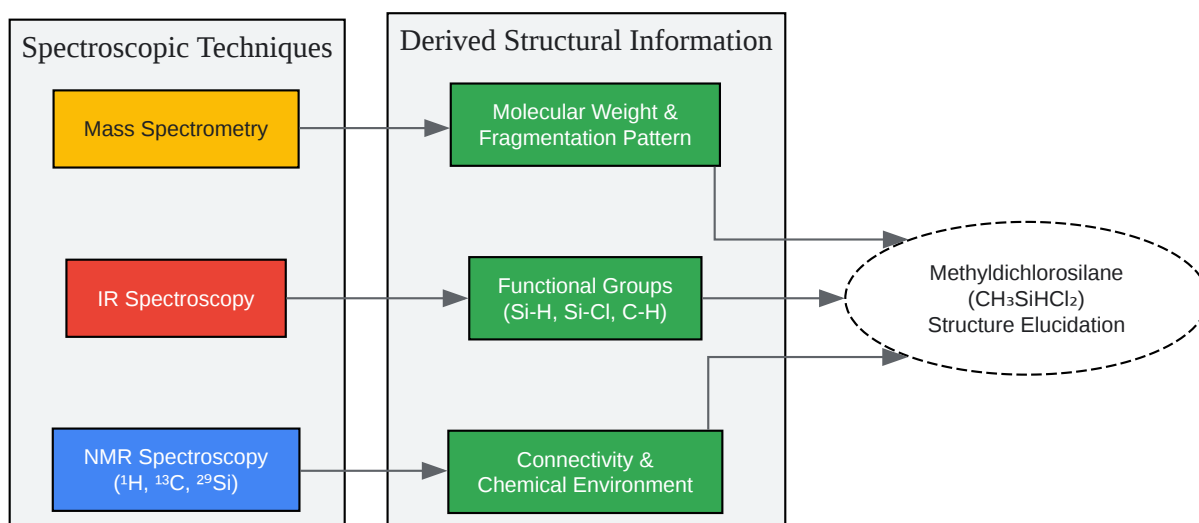 Spectroscopic Techniques
Derived Structural Information
Mass Spectrometry
Molecular Weight &
Fragmentation Pattern
IR Spectroscopy
Functional Groups
(Si-H, Si-Cl, C-H)
Methyldichlorosilane
(CH₃SiHCl₂)
Structure Elucidation
NMR Spectroscopy
(¹H, ¹³C, ²⁹Si)
Connectivity &
Chemical Environment